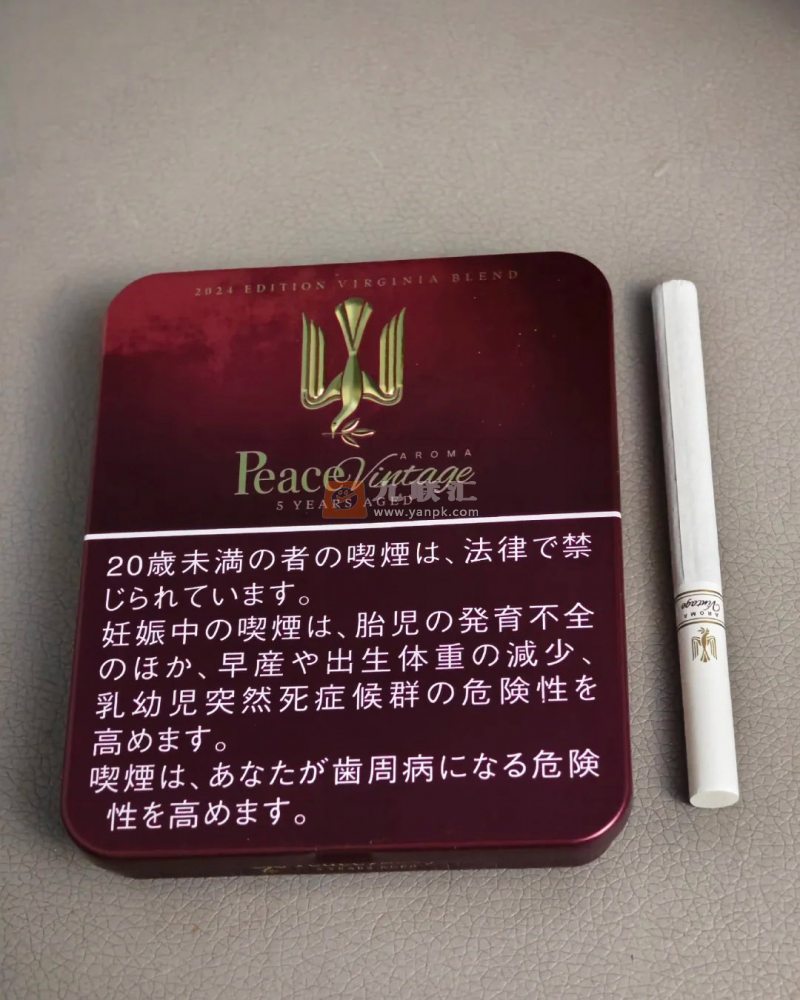 2024 EDITION VIRGINIA BLEND
AROMA
Peace Vintage
5 YEARS AGED
九联汇
www.yanpk.com
20歳未満の者の喫煙は、法律で禁
じられています。
妊娠中の喫煙は、胎児の発育不全
のほか、早産や出生体重の減少、
乳幼児突然死症候群の危険性を
高めます。
喫煙は、あなたが歯周病になる危険
性を高めます。
AROMA
Vintage